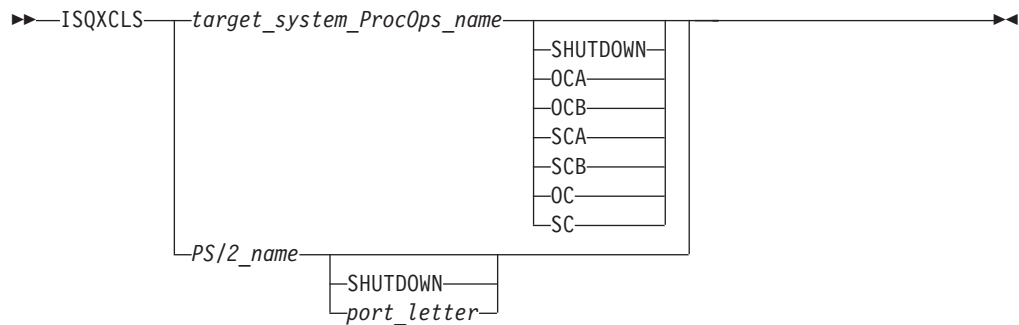 ISQXCLS target_system_ProcOps_name
SHUTDOWN
OCA
OCB
SCA
SCB
OC
SC
PS/2_name
SHUTDOWN
port_letter